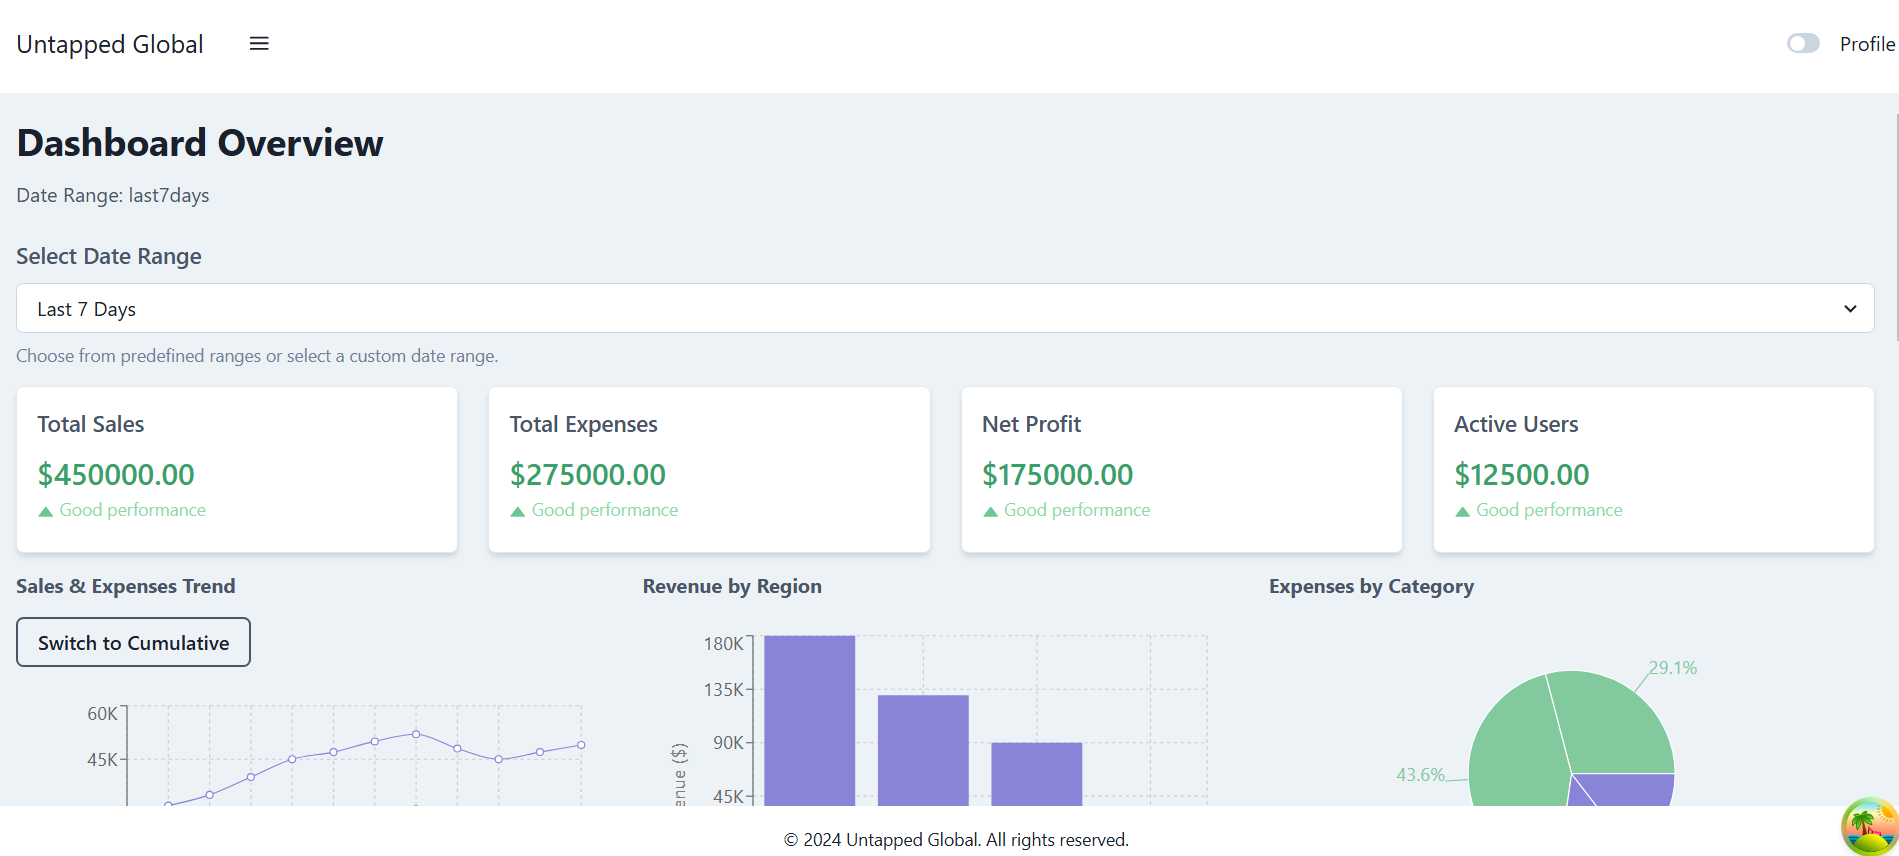 Untapped Global
Profile
Dashboard Overview
Date Range: last7days
Select Date Range
Last 7 Days
Choose from predefined ranges or select a custom date range.
Total Sales
$450000.00
Good performance
Total Expenses
$275000.00
Good performance
Net Profit
$175000.00
Good performance
Active Users
$12500.00
Good performance
Sales & Expenses Trend
Switch to Cumulative
60K
45K
Revenue by Region
180K
135K
90K
45K
enue ($)
Expenses by Category
29.1%
43.6%
© 2024 Untapped Global. All rights reserved.